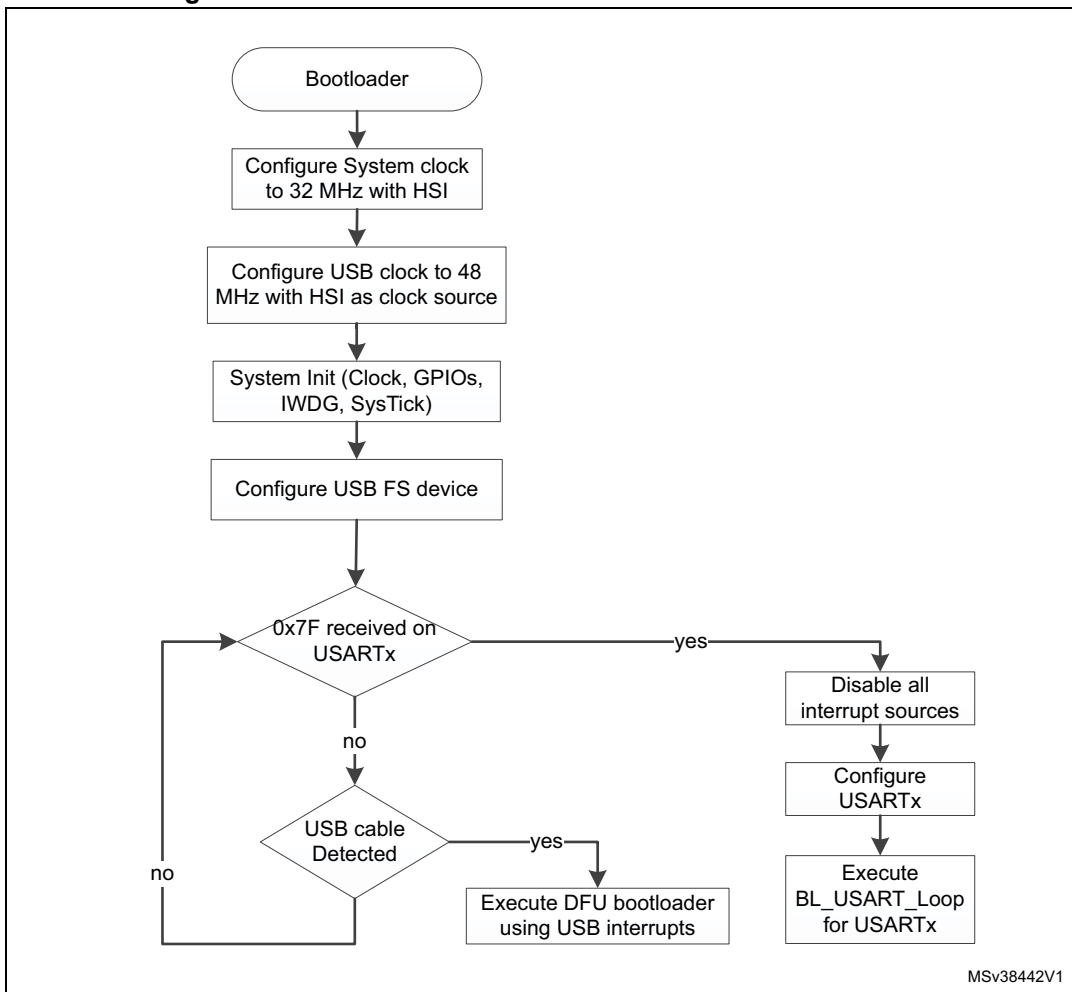 Bootloader
Configure System clock
to 32 MHz with HSI
Configure USB clock to 48
MHz with HSI as clock source
System Init (Clock, GPIOs,
IWDG, SysTick)
Configure USB FS device
0x7F received on
USARTx
yes
Disable all
interrupt sources
no
Configure
USARTx
USB cable
Detected
yes
no
Execute DFU bootloader
using USB interrupts
Execute
BL_USART_Loop
for USARTx
MSv38442V1